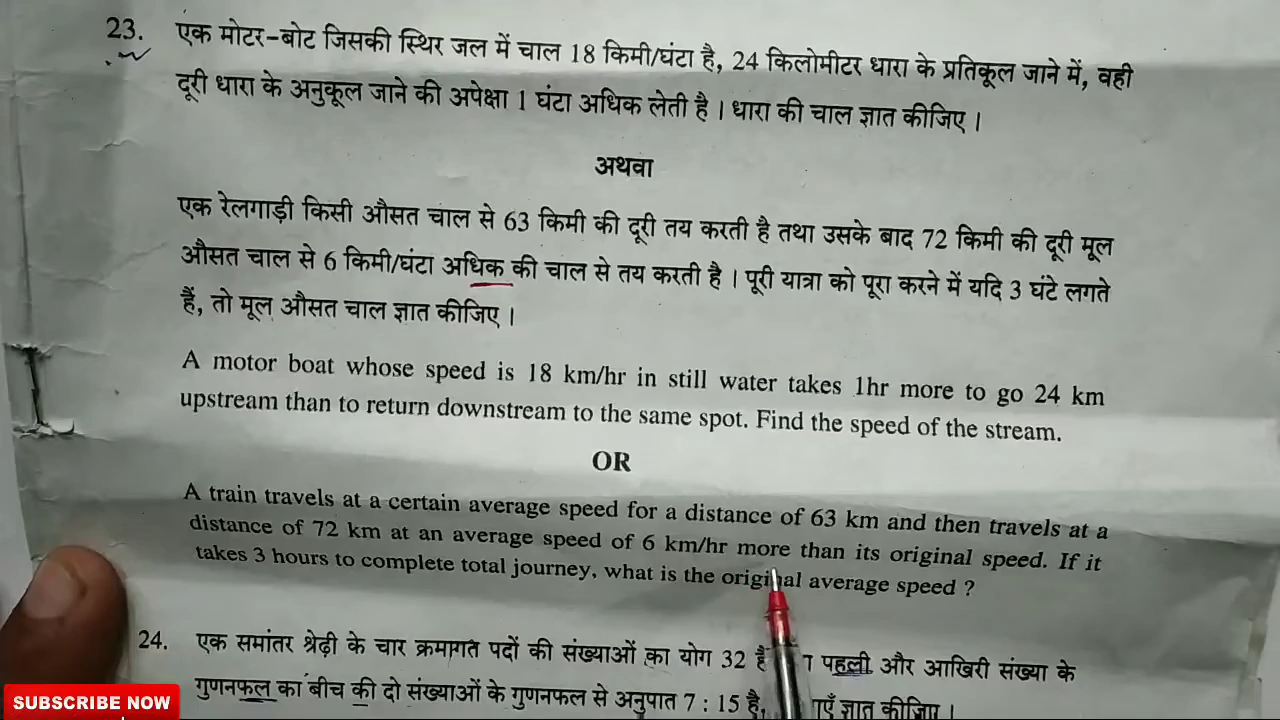 23. एक मोटर-बोट जिसकी स्थिर जल में चाल 18 किमी/घंटा है, 24 किलोमीटर धारा के प्रतिकूल जाने में, वही
दूरी धारा के अनुकूल जाने की अपेक्षा 1 घंटा अधिक लेती है । धारा की चाल ज्ञात कीजिए ।
अथवा
एक रेलगाड़ी किसी औसत चाल से 63 किमी की दूरी तय करती है तथा उसके बाद 72 किमी की दूरी मूल
औसत चाल से 6 किमी/घंटा अधिक की चाल से तय करती है । पूरी यात्रा को पूरा करने में यदि 3 घंटे लगते
हैं, तो मूल औसत चाल ज्ञात कीजिए ।
A motor boat whose speed is 18 km/hr in still water takes 1hr more to go 24 km
upstream than to return downstream to the same spot. Find the speed of the stream.
OR
A train travels at a certain average speed for a distance of 63 km and then travels at a
distance of 72 km at an average speed of 6 km/hr more than its original speed. If it
takes 3 hours to complete total journey, what is the original average speed ?
24. एक समांतर श्रेढ़ी के चार क्रमागत पदों की संख्याओं का योग 32 है पहली और आखिरी संख्या के
गुणनफल का बीच की दो संख्याओं के गुणनफल से अनुपात 7 : 15 है, ज्ञात कीजिए ।
SUBSCRIBE NOW